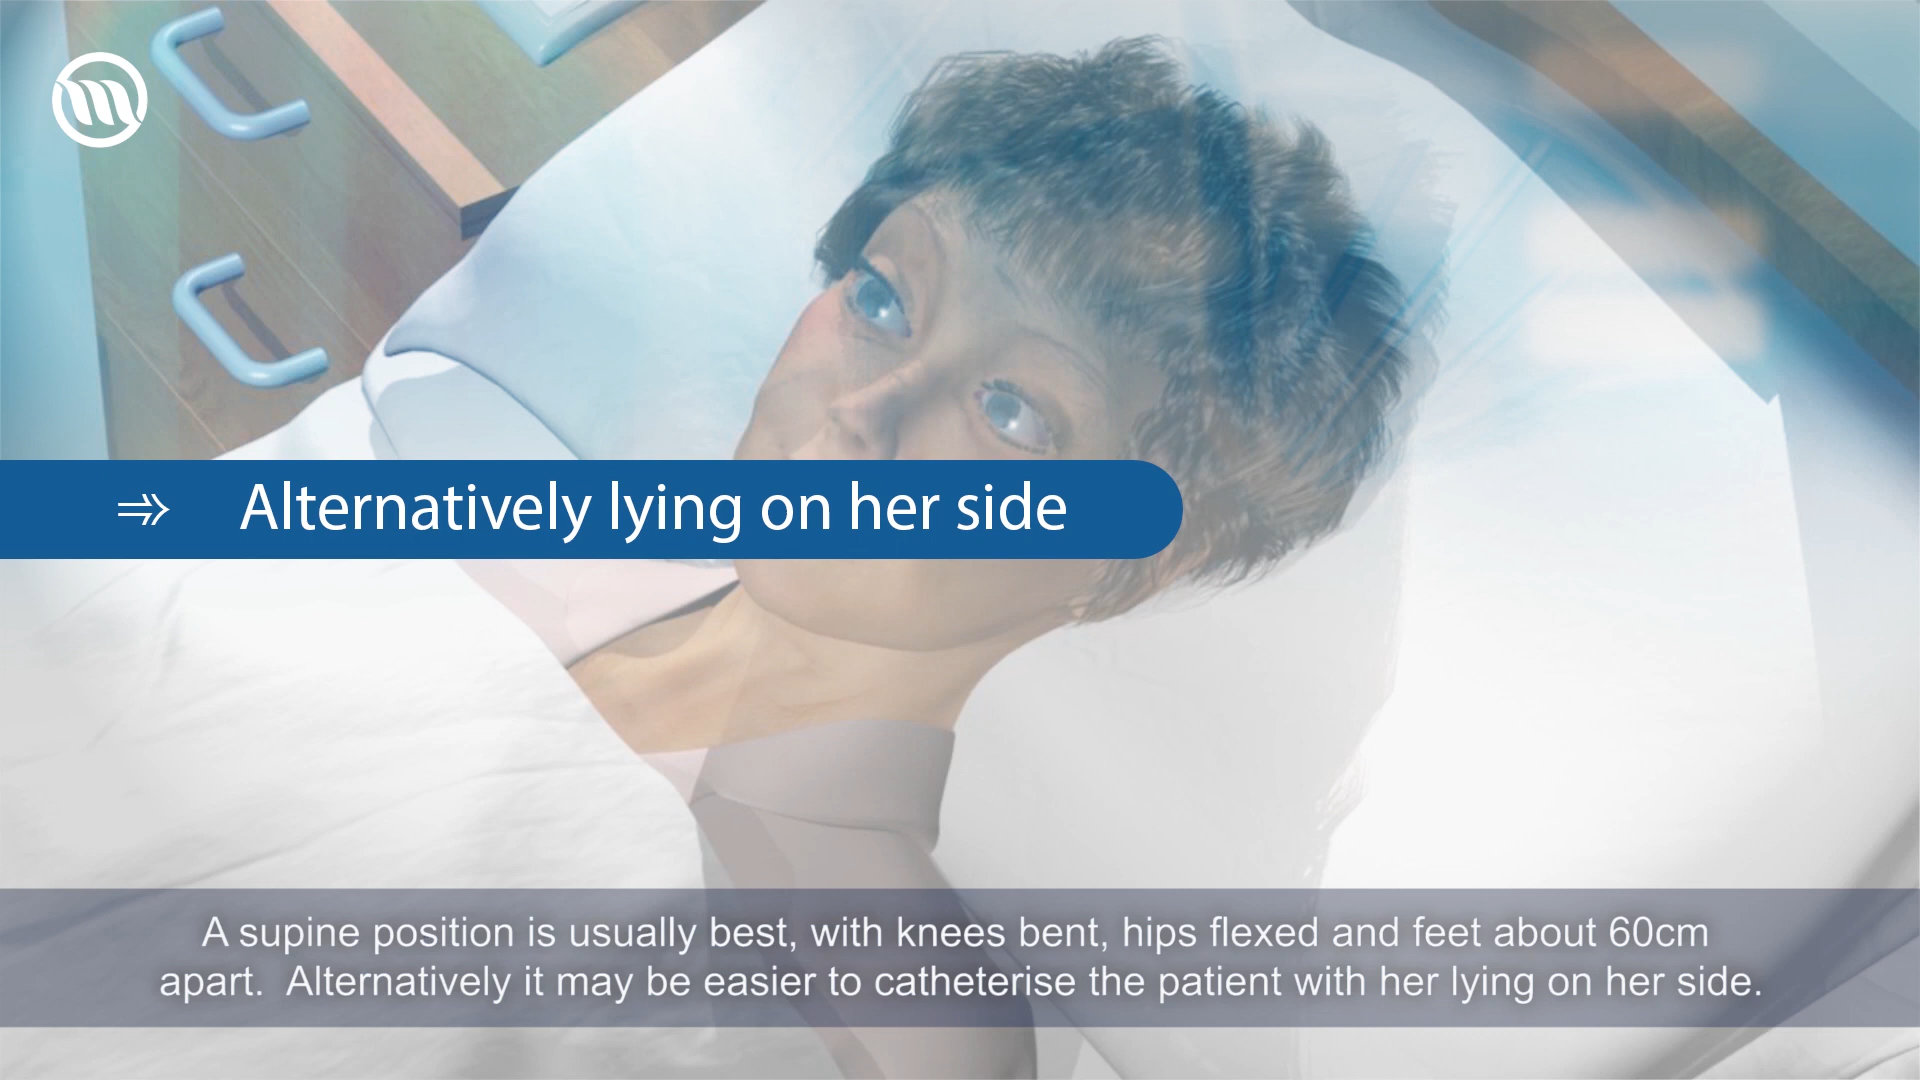 ⇒ Alternatively lying on her side
A supine position is usually best, with knees bent, hips flexed and feet about 60cm
apart.  Alternatively it may be easier to catheterise the patient with her lying on her side.